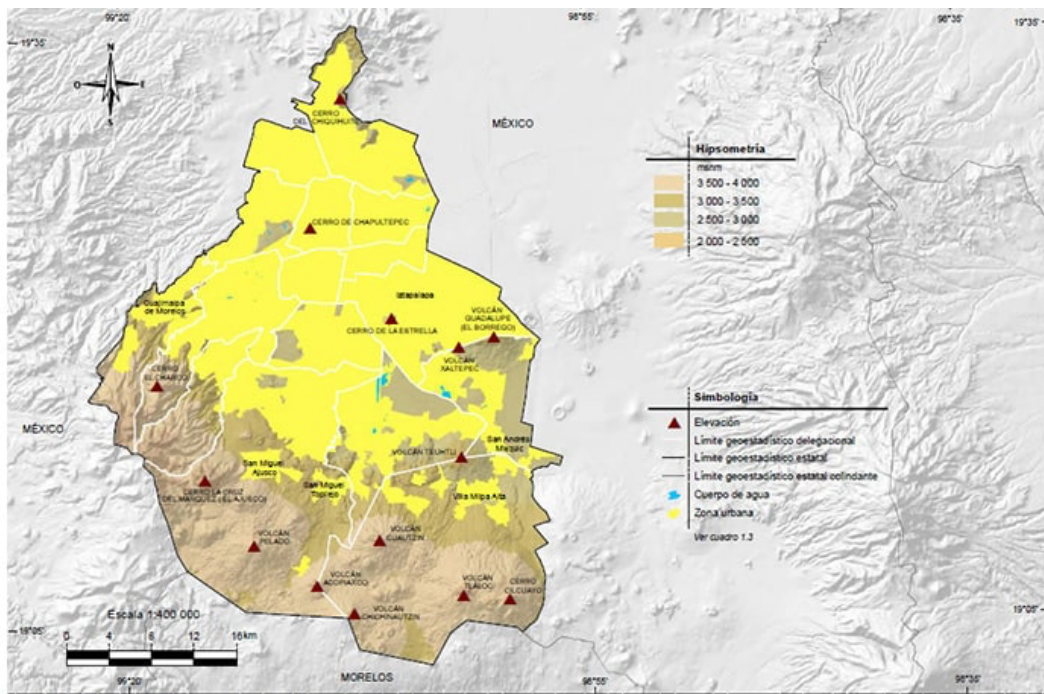 99°20'
98°55'
98°35'
19°35'
19°35'
N
O
E
S
CERRO
DEL CHIQUIHUITE
MÉXICO
Hipsometría
msnm
3 500 - 4 000
3 000 - 3 500
2 500 - 3 000
2 000 - 2 500
CERRO DE CHAPULTEPEC
Cuajimalpa
de Morelos
Iztapalapa
CERRO DE LA ESTRELLA
VOLCÁN
GUADALUPE
(EL BORREGO)
VOLCÁN
XALTEPEC
CERRO
EL CHARCO
MÉXICO
Simbología
Elevación
Límite geoestadístico delegacional
Límite geoestadístico estatal
Límite geoestadístico estatal colindante
Cuerpo de agua
Zona urbana
Ver cuadro 1.3
San Andrés
Mixquic
VOLCÁN TEUHTLI
San Miguel
Ajusco
San Miguel
Topilejo
Villa Milpa Alta
CERRO LA CRUZ
DEL MARQUÉS (EL AJUSCO)
VOLCÁN
PELADO
VOLCÁN
CUAUTZIN
VOLCÁN
ACOPIAXCO
VOLCÁN
TLÁLOC
CERRO
CILCUAYO
VOLCÁN
CHICHINAUTZIN
Escala 1:400 000
0 4 8 12 16 km
19°05'
19°05'
99°20'
MORELOS
98°55'
98°35'